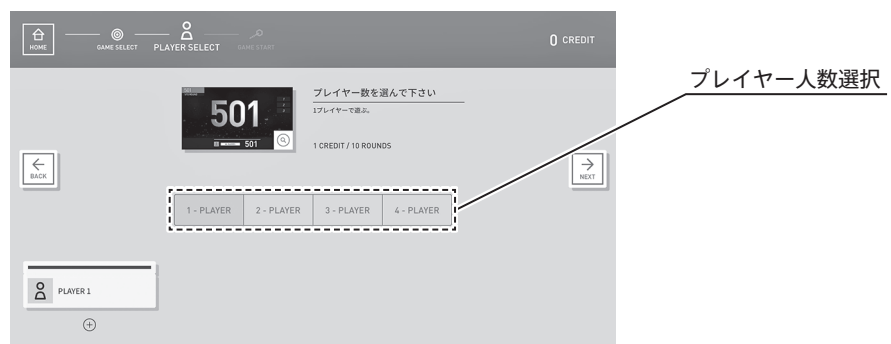 HOME
GAME SELECT
PLAYER SELECT
GAME START
0 CREDIT
プレイヤー人数選択
501
プレイヤー数を選んで下さい
1プレイヤーで遊ぶ。
501
501
1 CREDIT / 10 ROUNDS
BACK
NEXT
1 - PLAYER
2 - PLAYER
3 - PLAYER
4 - PLAYER
PLAYER 1